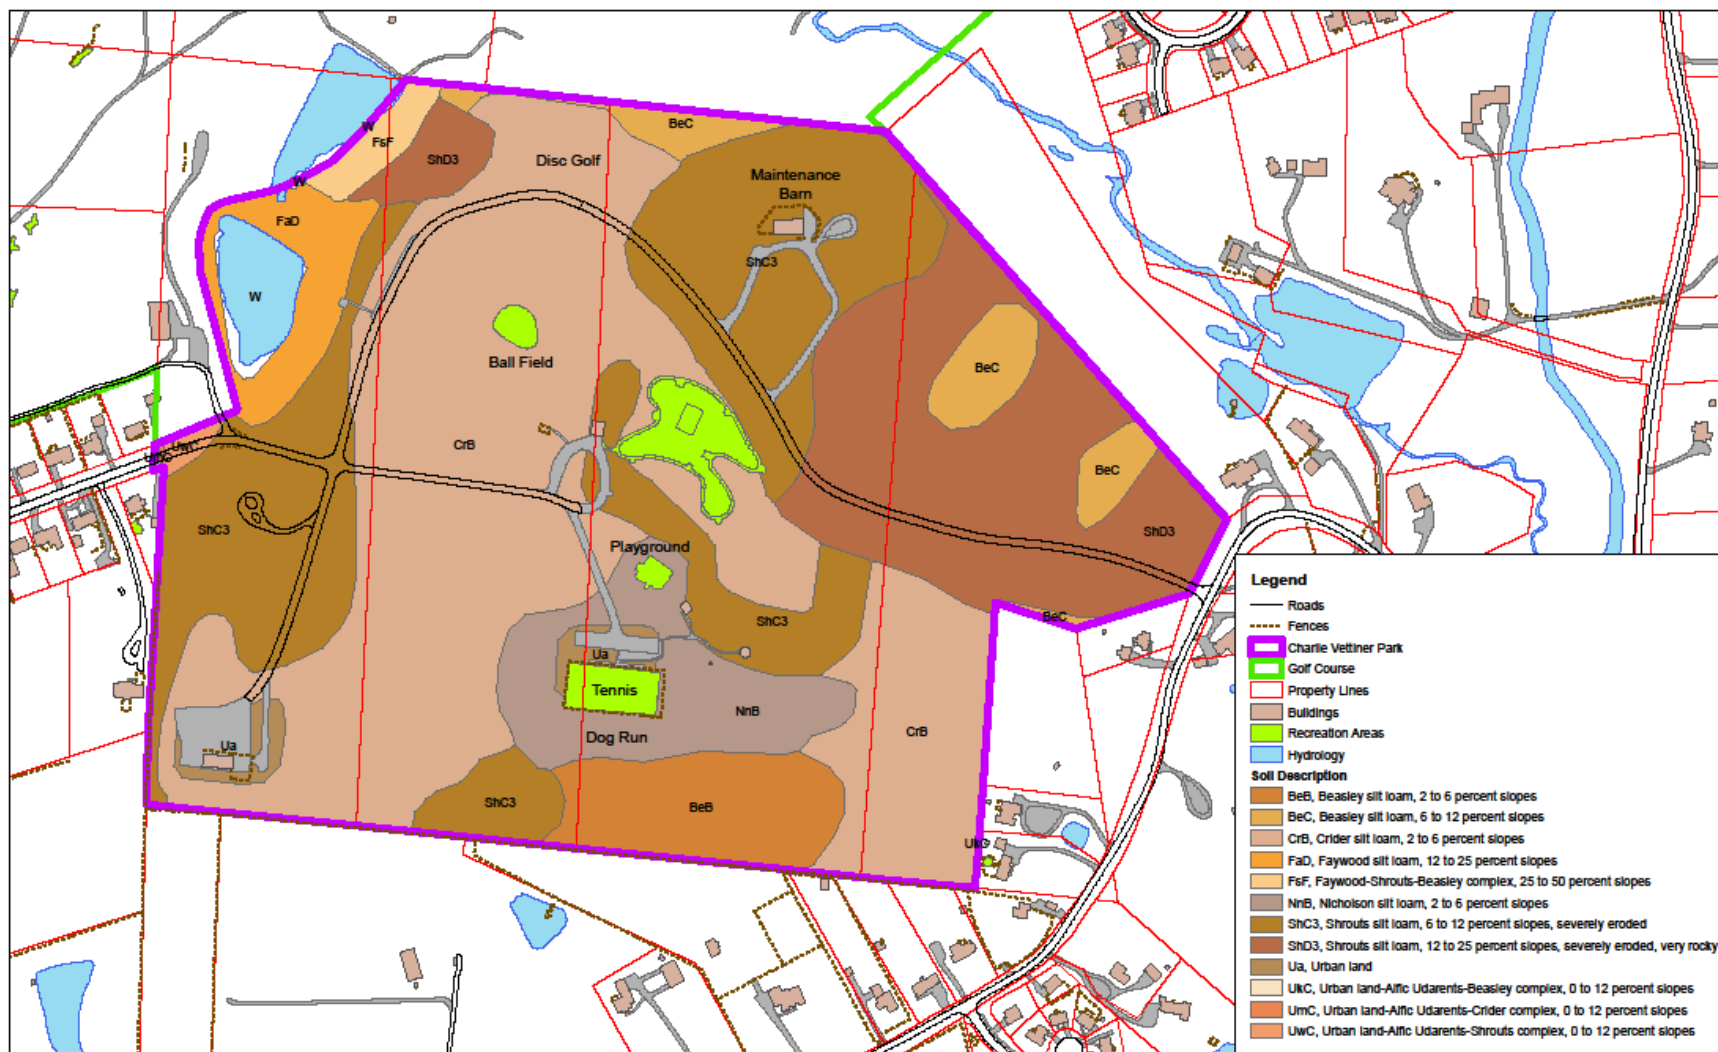 BeC
W
FsF
ShD3
Disc Golf
Maintenance
Barn
W
FaD
ShC3
W
Ball Field
BeC
CrB
UwC
BeC
ShC3
ShD3
Playground
BeC
ShC3
Ua
Tennis
NnB
Dog Run
CrB
Ua
ShC3
BeB
UkC
Legend
Roads
Fences
Charlie Vettiner Park
Golf Course
Property Lines
Buildings
Recreation Areas
Hydrology
Soil Description
BeB, Beasley silt loam, 2 to 6 percent slopes
BeC, Beasley silt loam, 6 to 12 percent slopes
CrB, Crider silt loam, 2 to 6 percent slopes
FaD, Faywood silt loam, 12 to 25 percent slopes
FsF, Faywood-Shrouts-Beasley complex, 25 to 50 percent slopes
NnB, Nicholson silt loam, 2 to 6 percent slopes
ShC3, Shrouts silt loam, 6 to 12 percent slopes, severely eroded
ShD3, Shrouts silt loam, 12 to 25 percent slopes, severely eroded, very rocky
Ua, Urban land
UkC, Urban land-Alfic Udarents-Beasley complex, 0 to 12 percent slopes
UmC, Urban land-Alfic Udarents-Crider complex, 0 to 12 percent slopes
UwC, Urban land-Alfic Udarents-Shrouts complex, 0 to 12 percent slopes